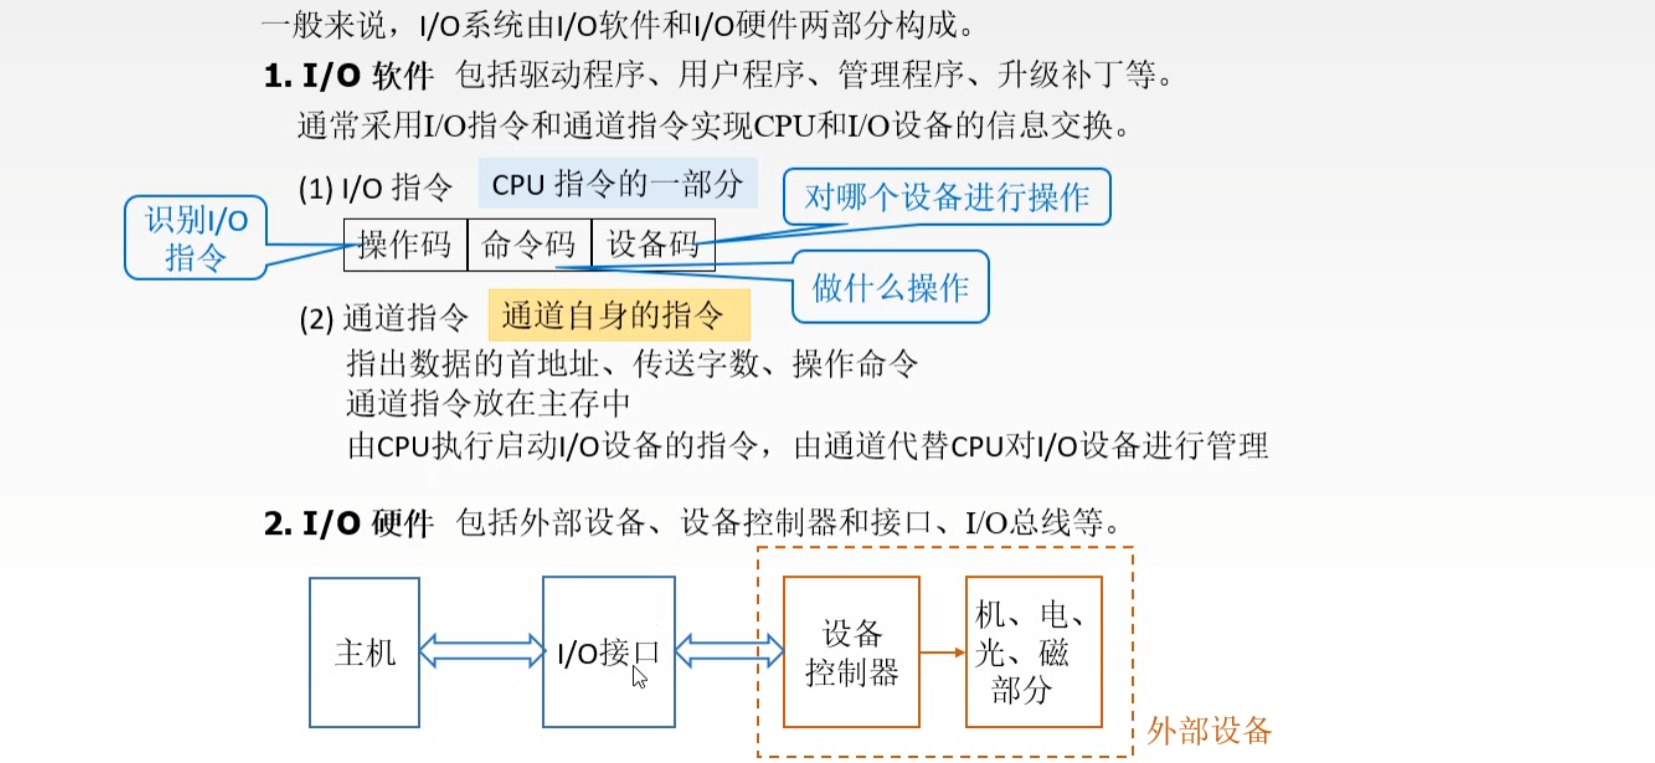 一般来说，I/O系统由I/O软件和I/O硬件两部分构成。
1. I/O 软件 包括驱动程序、用户程序、管理程序、升级补丁等。
通常采用I/O指令和通道指令实现CPU和I/O设备的信息交换。
(1) I/O 指令 CPU 指令的一部分
对哪个设备进行操作
识别I/O
指令
操作码 命令码 设备码
做什么操作
(2) 通道指令 通道自身的指令
指出数据的首地址、传送字数、操作命令
通道指令放在主存中
由CPU执行启动I/O设备的指令，由通道代替CPU对I/O设备进行管理
2. I/O 硬件 包括外部设备、设备控制器和接口、I/O总线等。
主机
I/O接口
设备
控制器
机、电、
光、磁
部分
外部设备